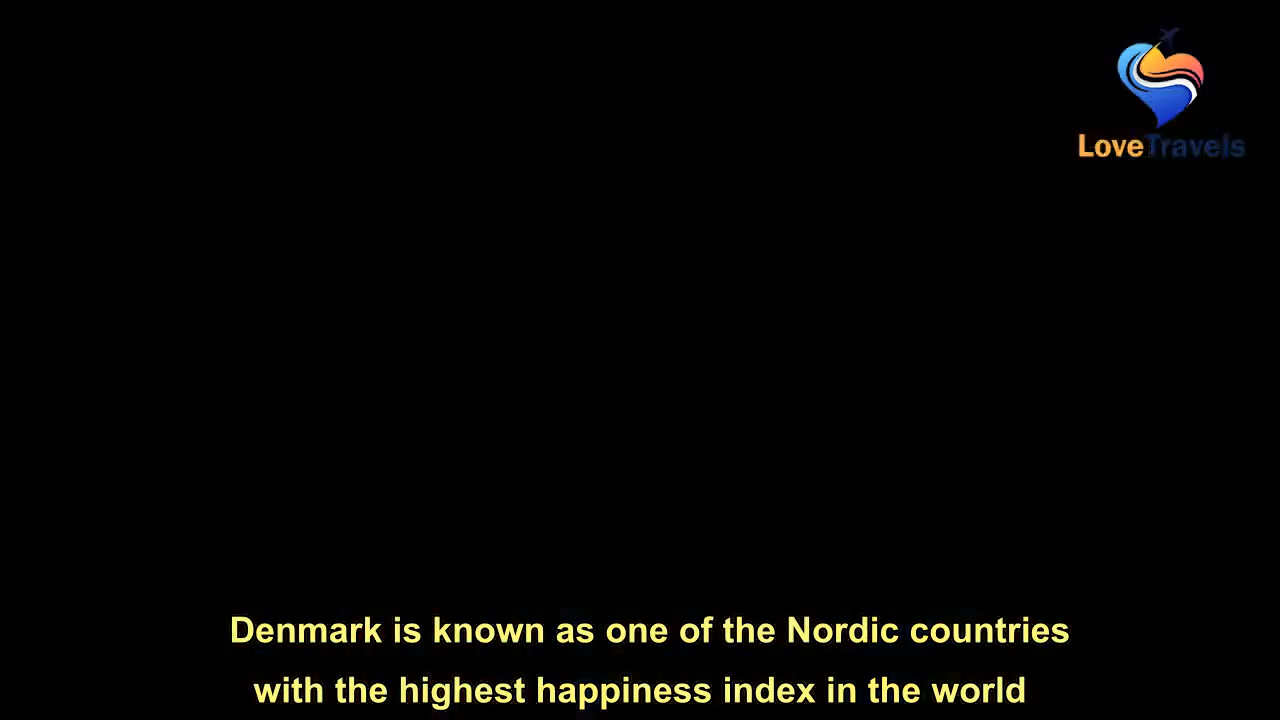 LoveTravels
Denmark is known as one of the Nordic countries
with the highest happiness index in the world